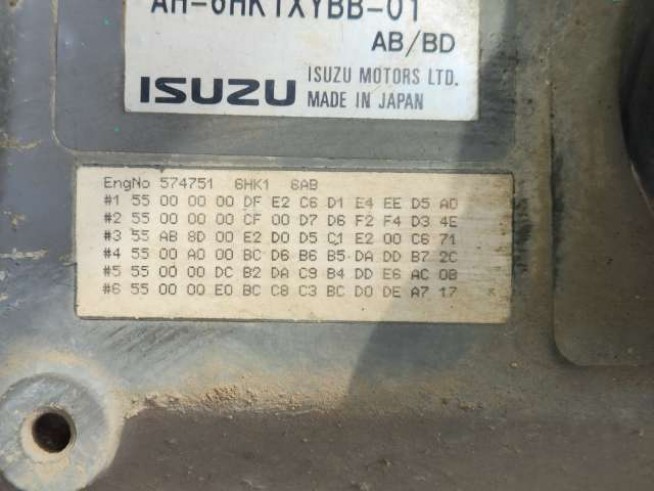 AH-6HK1XYBB-01
AB/BD
ISUZU ISUZU MOTORS LTD.
MADE IN JAPAN
EngNo 574751 6HK1 6AB
#1 55 00 00 00 DF E2 C6 D1 E4 EE D5 A0
#2 55 00 00 00 CF 00 D7 D6 F2 F4 D3 4E
#3 55 AB 8D 00 E2 D0 D5 C1 E2 00 C6 71
#4 55 00 A0 00 BC D6 B6 B5 DA DD B7 2C
#5 55 00 00 DC B2 DA C9 B4 DD E6 AC 0B
#6 55 00 00 E0 BC C8 C3 BC D0 DE A7 17 *